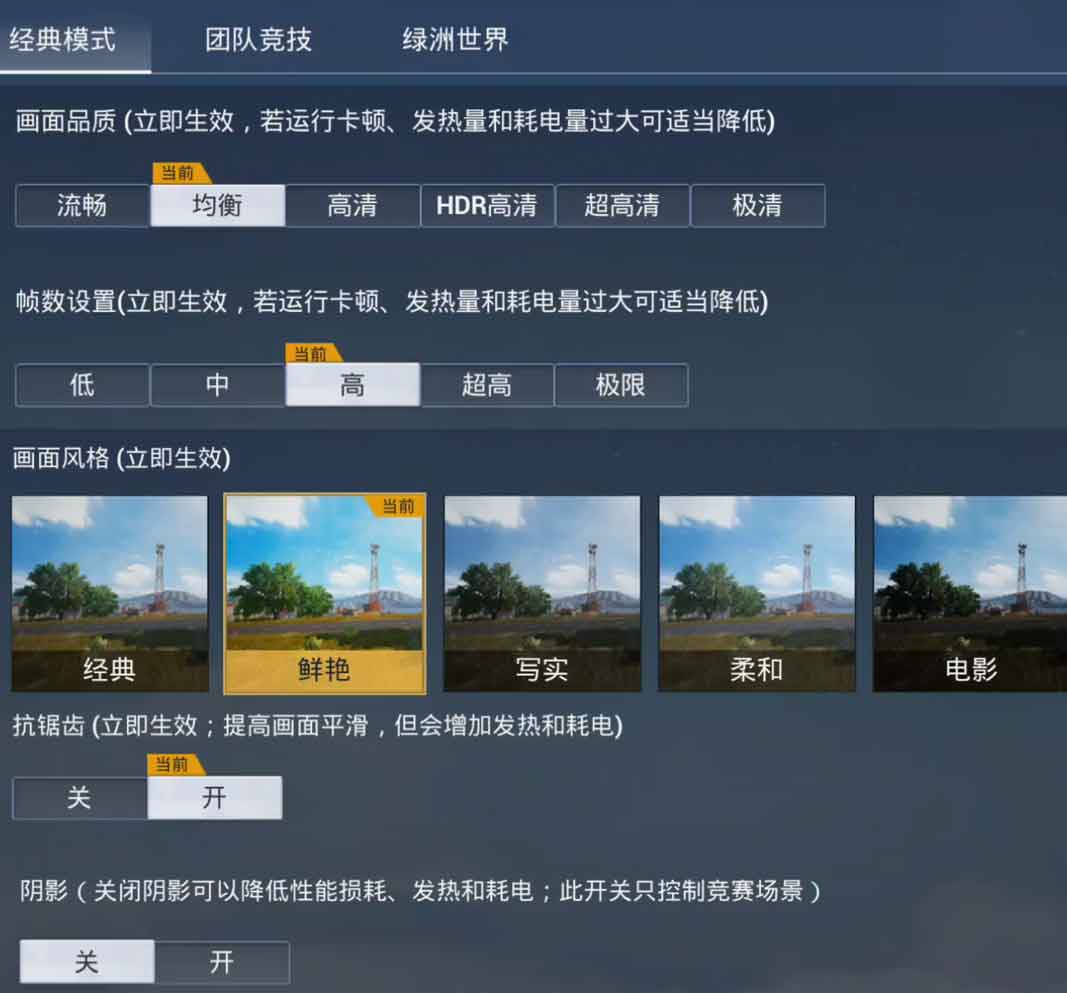 经典模式 团队竞技 绿洲世界
画面品质 (立即生效，若运行卡顿、发热量和耗电量过大可适当降低)
当前
流畅 均衡 高清 HDR高清 超高清 极清
帧数设置(立即生效，若运行卡顿、发热量和耗电量过大可适当降低)
当前
低 中 高 超高 极限
画面风格 (立即生效)
当前
经典 鲜艳 写实 柔和 电影
抗锯齿 (立即生效；提高画面平滑，但会增加发热和耗电)
当前
关 开
阴影（关闭阴影可以降低性能损耗、发热和耗电；此开关只控制竞赛场景）
关 开